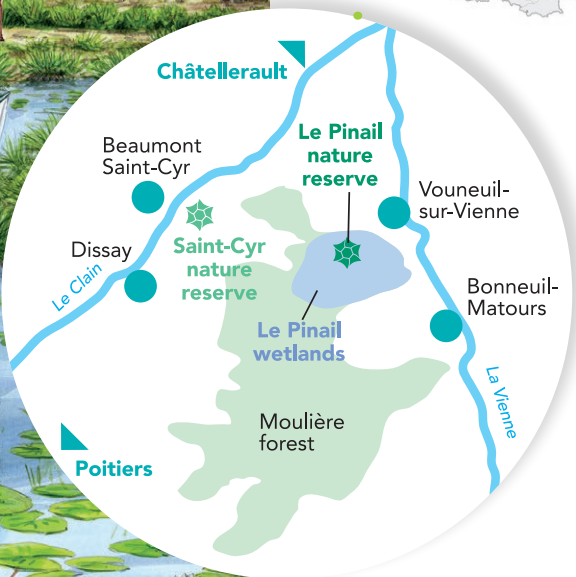 Châtellerault
Beaumont
Saint-Cyr
Le Pinail
nature
reserve
Vouneuil-
sur-Vienne
Dissay
Saint-Cyr
nature
reserve
Le Clain
Bonneuil-
Matours
Le Pinail
wetlands
La Vienne
Moulière
forest
Poitiers